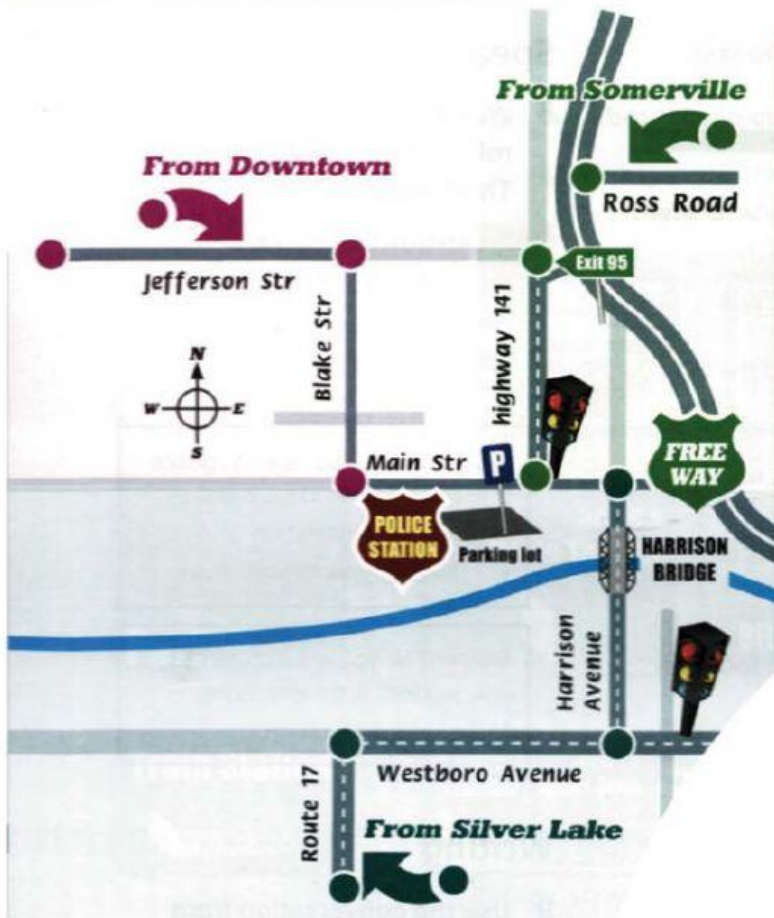 From Somerville
From Downtown
Ross Road
Exit 95
Jefferson Str
Blake Str
highway 141
N
W E
S
Main Str
P
FREE
WAY
POLICE
STATION
Parking lot
HARRISON
BRIDGE
Harrison
Avenue
Westboro Avenue
Route 17
From Silver Lake